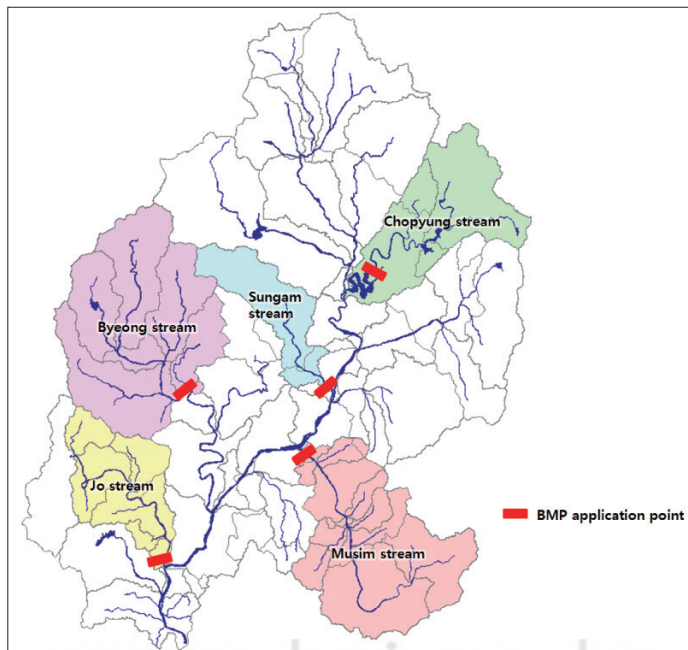 Chopyung stream
Sungam
stream
Byeong stream
Jo stream
Musim stream
BMP application point